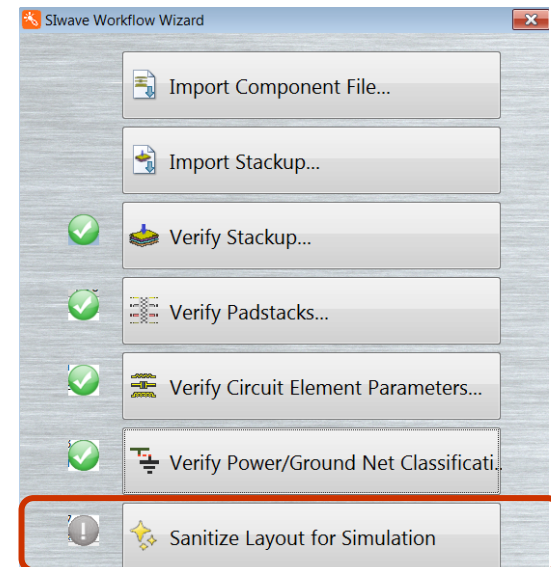 SIwave Workflow Wizard
Import Component File...
Import Stackup...
Verify Stackup...
Verify Padstacks...
Verify Circuit Element Parameters...
Verify Power/Ground Net Classificati..
Sanitize Layout for Simulation